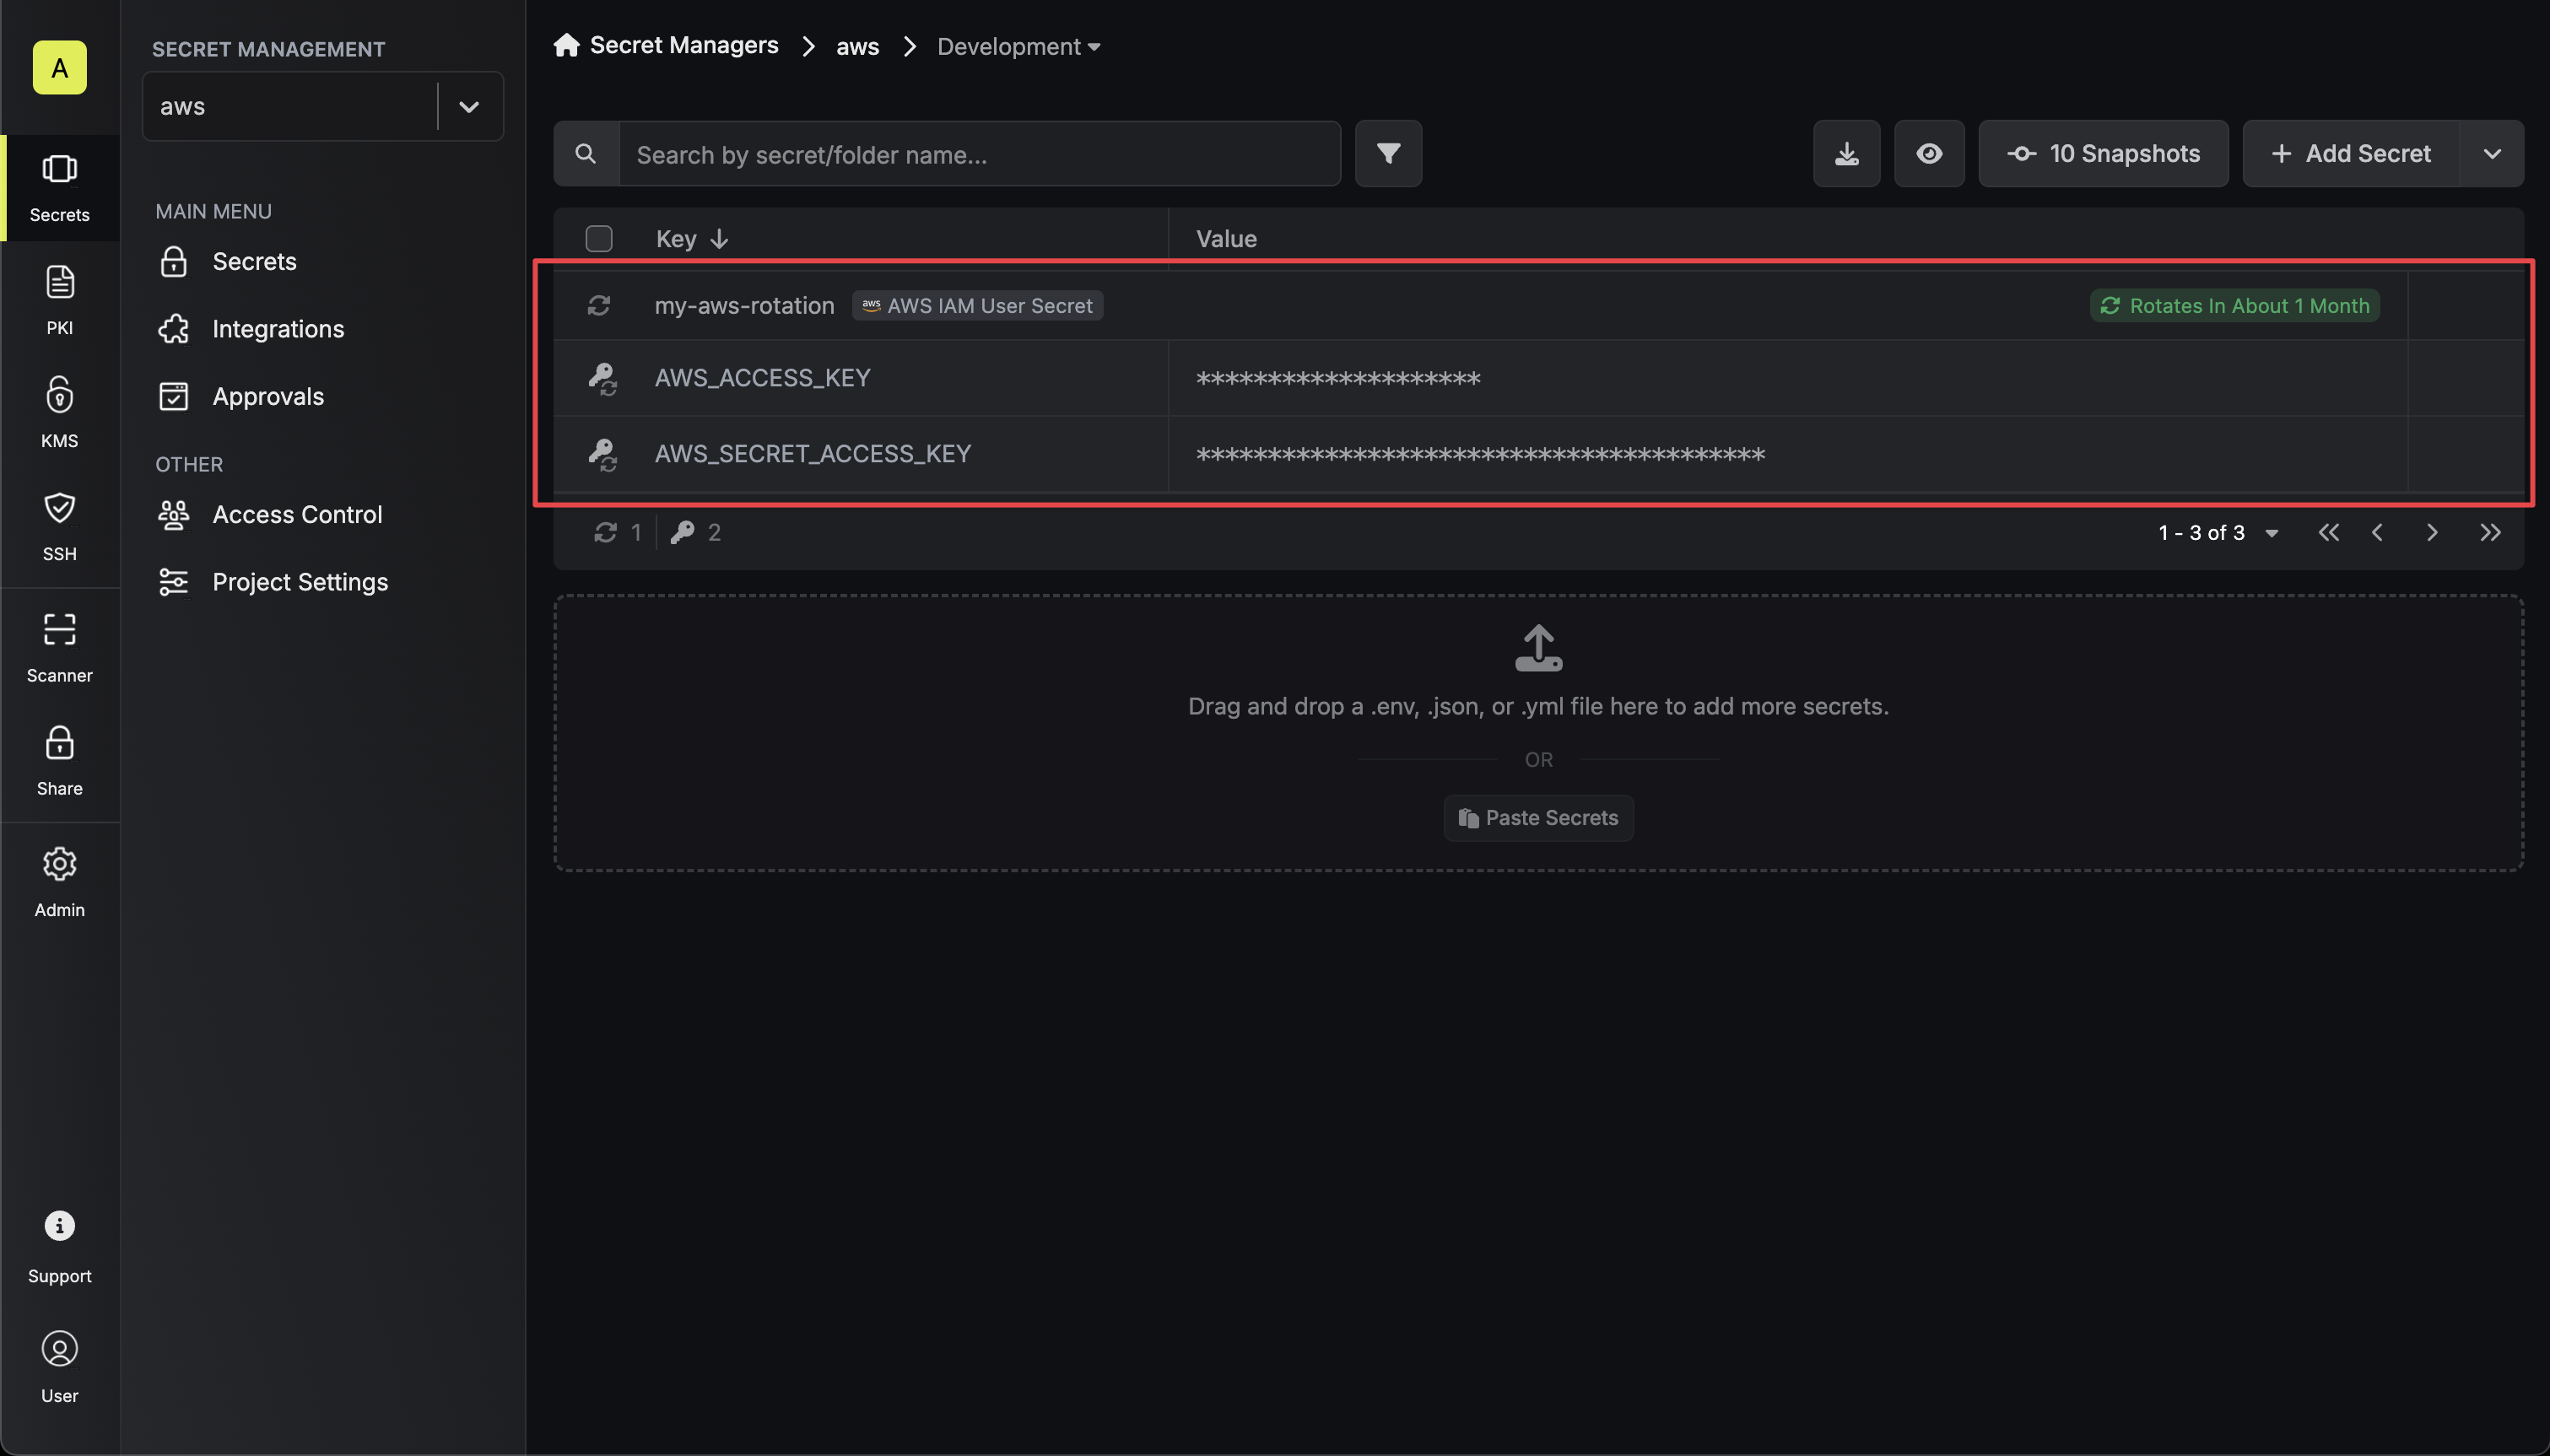 A
Secrets
PKI
KMS
SSH
Scanner
Share
Admin
Support
User
SECRET MANAGEMENT
aws
MAIN MENU
Secrets
Integrations
Approvals
OTHER
Access Control
Project Settings
Secret Managers aws Development
Search by secret/folder name...
10 Snapshots
Add Secret
Key Value
my-aws-rotation aws AWS IAM User Secret Rotates In About 1 Month
AWS_ACCESS_KEY ********************
AWS_SECRET_ACCESS_KEY ****************************************
1 2 1 - 3 of 3
Drag and drop a .env, .json, or .yml file here to add more secrets.
OR
Paste Secrets